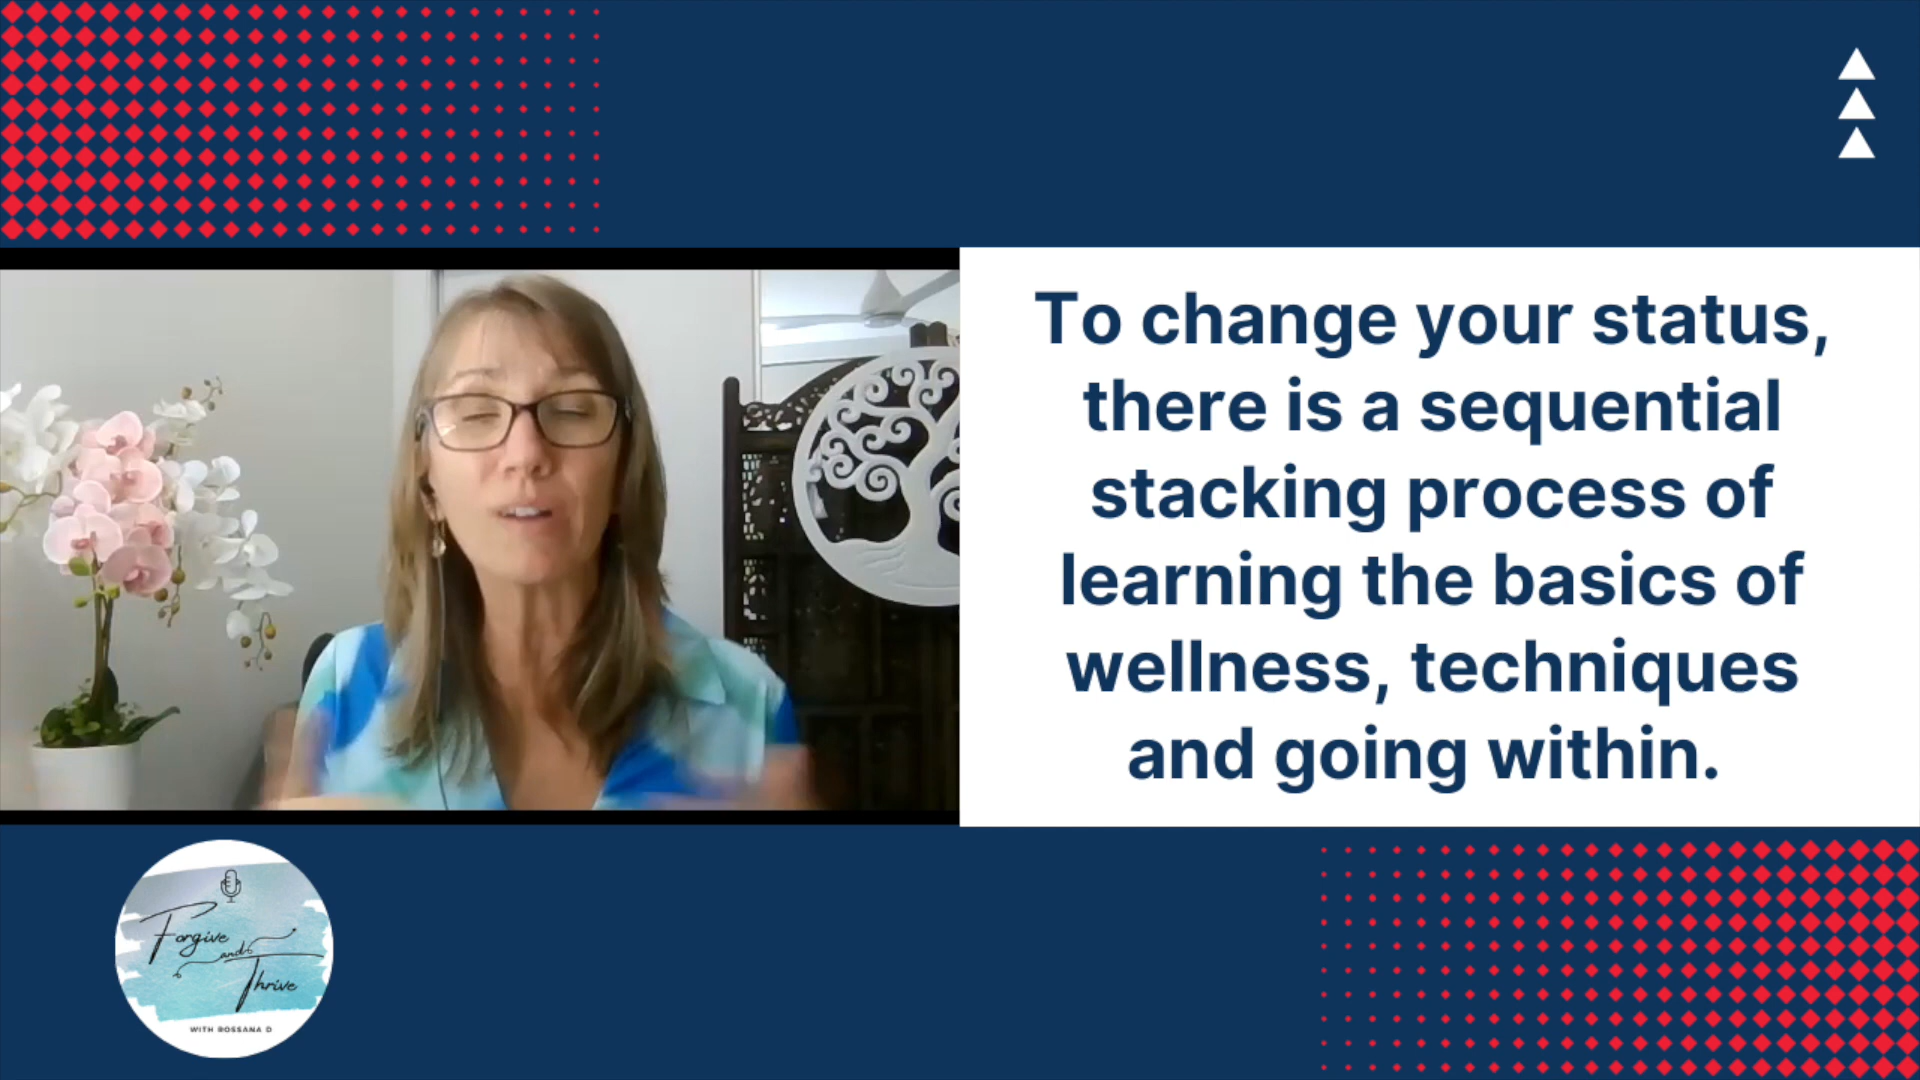 To change your status,
there is a sequential
stacking process of
learning the basics of
wellness, techniques
and going within.
Forgive
and
Thrive
WITH ROSSANA D